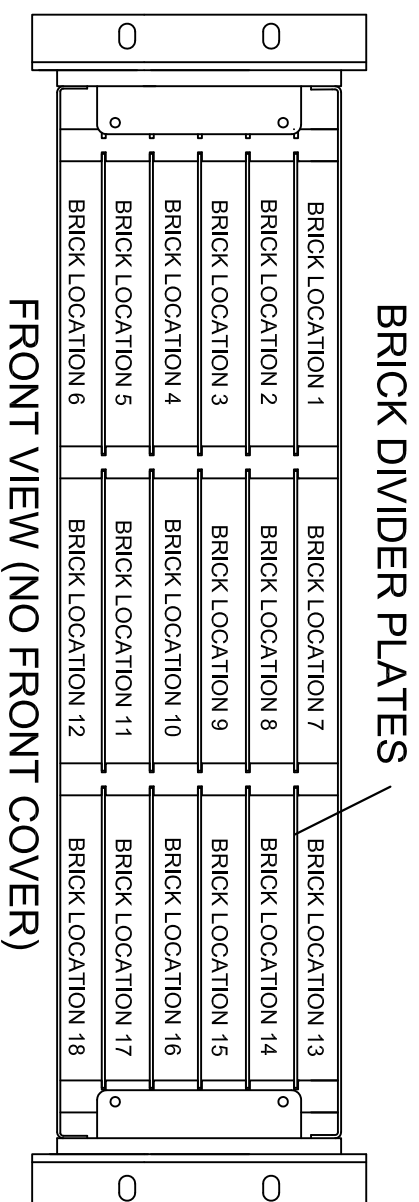 BRICK DIVIDER PLATES
BRICK LOCATION 1
BRICK LOCATION 7
BRICK LOCATION 13
BRICK LOCATION 2
BRICK LOCATION 8
BRICK LOCATION 14
BRICK LOCATION 3
BRICK LOCATION 9
BRICK LOCATION 15
BRICK LOCATION 4
BRICK LOCATION 10
BRICK LOCATION 16
BRICK LOCATION 5
BRICK LOCATION 11
BRICK LOCATION 17
BRICK LOCATION 6
BRICK LOCATION 12
BRICK LOCATION 18
FRONT VIEW (NO FRONT COVER)